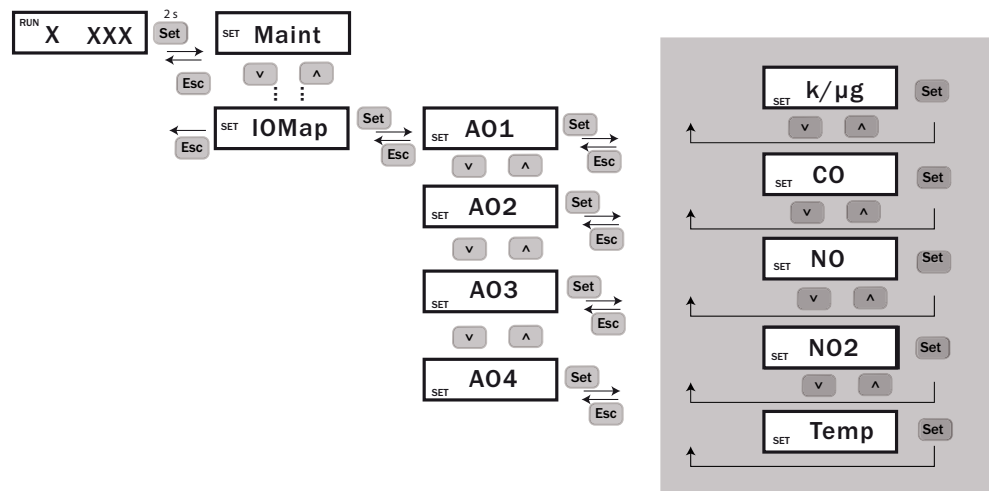 RUN X XXX
2 s
Set
Esc
SET Maint
v ʌ
SET IOMap
Esc
Set
Esc
SET AO1
Set
Esc
v ʌ
SET AO2
Set
Esc
v ʌ
SET AO3
Set
Esc
v ʌ
SET AO4
Set
Esc
SET k/µg
Set
v ʌ
SET CO
Set
v ʌ
SET NO
Set
v ʌ
SET NO2
Set
v ʌ
SET Temp
Set